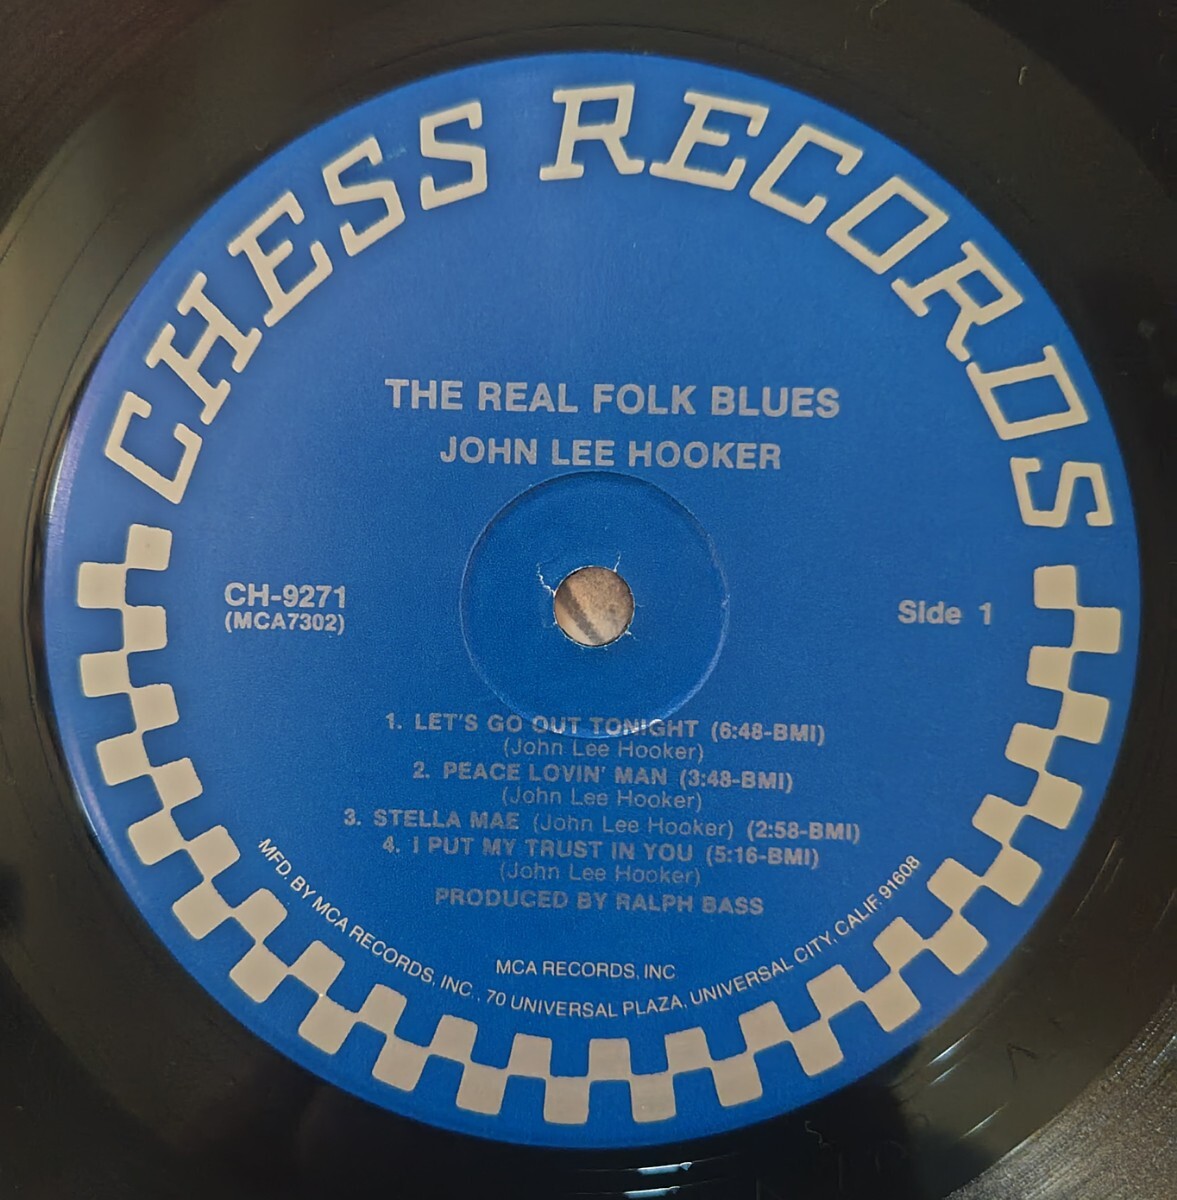 CHESS RECORDS
THE REAL FOLK BLUES
JOHN LEE HOOKER
CH-9271
(MCA7302)
Side 1
1. LET'S GO OUT TONIGHT (6:48-BMI)
(John Lee Hooker)
2. PEACE LOVIN' MAN (3:48-BMI)
(John Lee Hooker)
3. STELLA MAE (John Lee Hooker) (2:58-BMI)
4. I PUT MY TRUST IN YOU (5:16-BMI)
(John Lee Hooker)
PRODUCED BY RALPH BASS
MCA RECORDS, INC
MFD. BY MCA RECORDS, INC., 70 UNIVERSAL PLAZA, UNIVERSAL CITY, CALIF. 91608